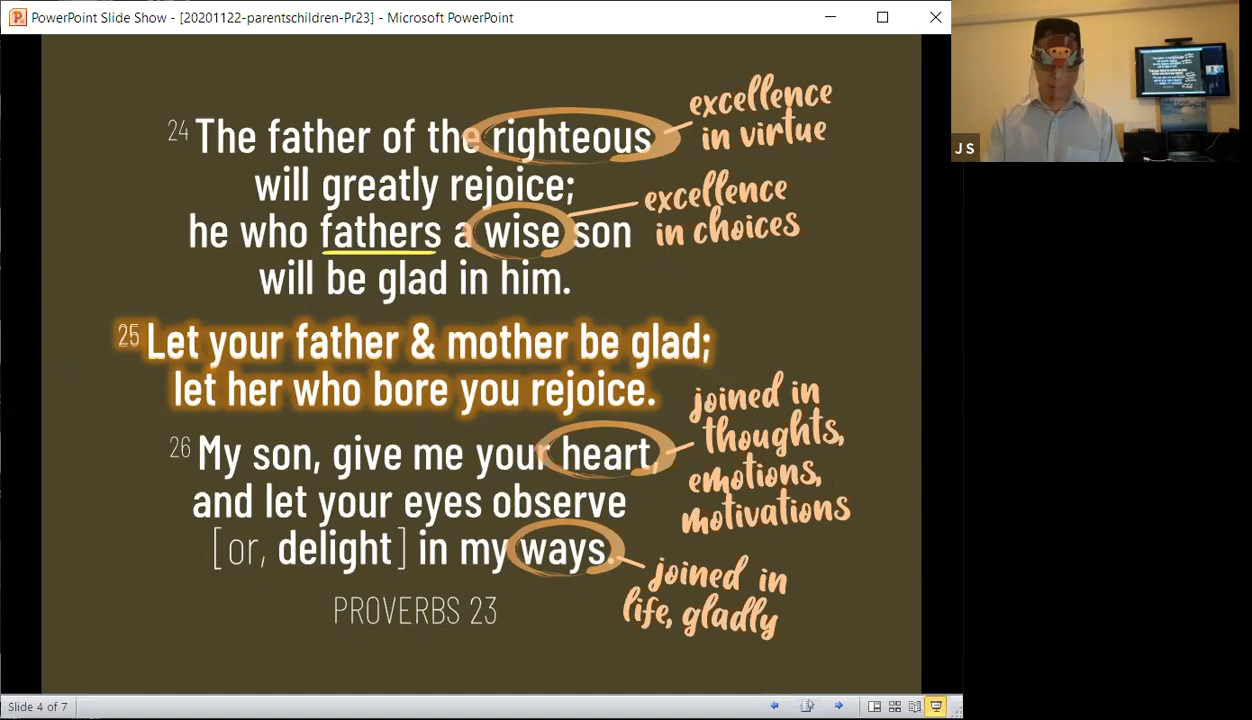 PowerPoint Slide Show - [20201122-parentschildren-Pr23] - Microsoft PowerPoint
24 The father of the righteous
will greatly rejoice;
he who fathers a wise son
will be glad in him.
excellence
in virtue
excellence
in choices
25 Let your father & mother be glad;
let her who bore you rejoice.
26 My son, give me your heart,
and let your eyes observe
[or, delight] in my ways.
joined in
thoughts,
emotions,
motivations
joined in
life, gladly
PROVERBS 23
Slide 4 of 7
J S